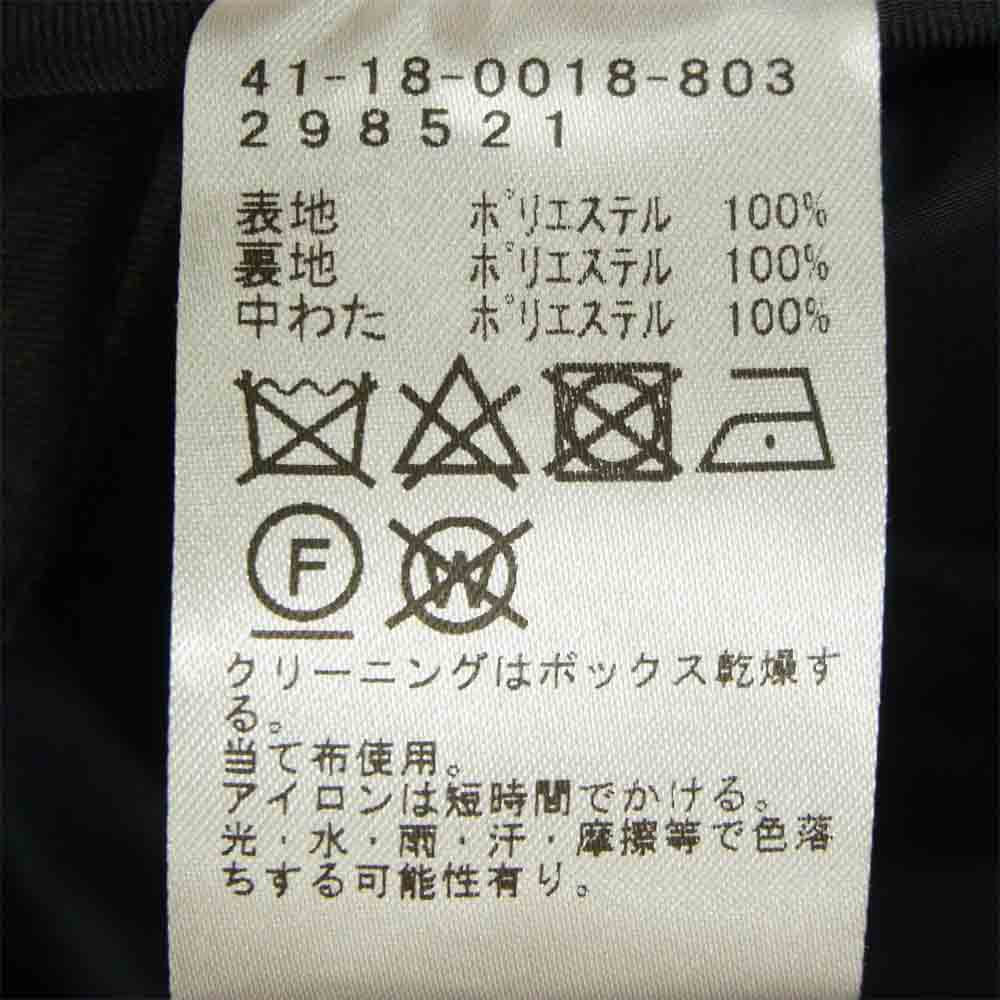 41-18-0018-803
298521
表地 ポリエステル 100%
裏地 ポリエステル 100%
中わた ポリエステル 100%
F W
クリーニングはボックス乾燥す
る。
当て布使用。
アイロンは短時間でかける。
光・水・雨・汗・摩擦等で色落
ちする可能性有り。